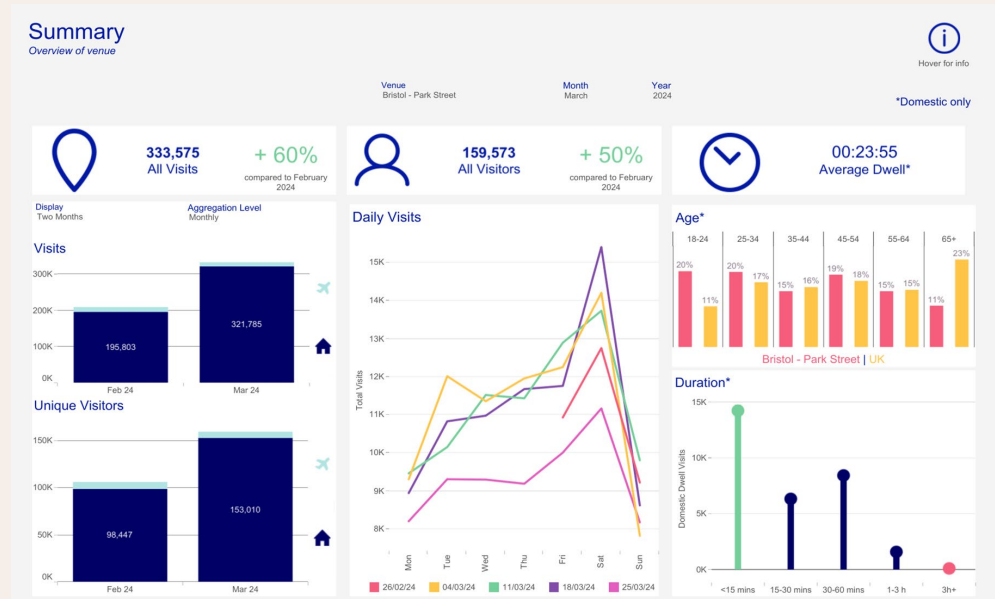 Summary
Overview of venue
Hover for info
Venue
Bristol - Park Street
Month
March
Year
2024
*Domestic only
333,575
All Visits
+ 60%
compared to February
2024
159,573
All Visitors
+ 50%
compared to February
2024
00:23:55
Average Dwell*
Display
Two Months
Aggregation Level
Monthly
Visits
300K
200K
100K
0K
195,803
321,785
Feb 24
Mar 24
Unique Visitors
150K
100K
50K
0K
98,447
153,010
Feb 24
Mar 24
Daily Visits
Total Visits
15K
14K
13K
12K
11K
10K
9K
8K
Mon
Tue
Wed
Thu
Fri
Sat
Sun
26/02/24 04/03/24 11/03/24 18/03/24 25/03/24
Age*
18-24 25-34 35-44 45-54 55-64 65+
20% 11% 20% 17% 15% 16% 19% 18% 15% 15% 11% 23%
Bristol - Park Street | UK
Duration*
Domestic Dwell Visits
15K
10K
5K
0K
<15 mins 15-30 mins 30-60 mins 1-3 h 3h+